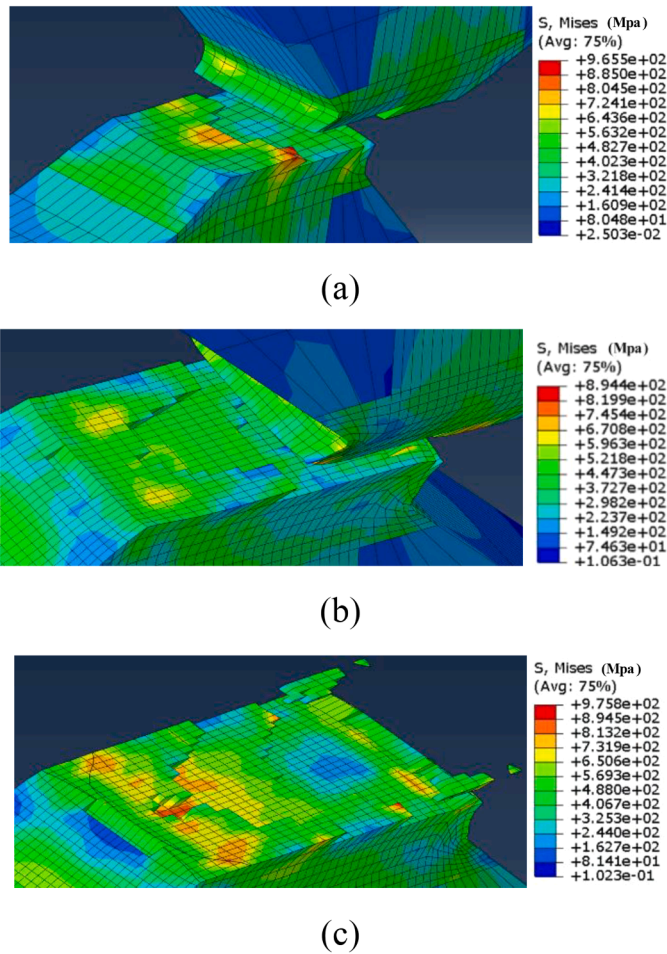 S, Mises (Mpa)
(Avg: 75%)
+9.655e+02
+8.850e+02
+8.045e+02
+7.241e+02
+6.436e+02
+5.632e+02
+4.827e+02
+4.023e+02
+3.218e+02
+2.414e+02
+1.609e+02
+8.048e+01
+2.503e-02
(a)
S, Mises (Mpa)
(Avg: 75%)
+8.944e+02
+8.199e+02
+7.454e+02
+6.708e+02
+5.963e+02
+5.218e+02
+4.473e+02
+3.727e+02
+2.982e+02
+2.237e+02
+1.492e+02
+7.463e+01
+1.063e-01
(b)
S, Mises (Mpa)
(Avg: 75%)
+9.758e+02
+8.945e+02
+8.132e+02
+7.319e+02
+6.506e+02
+5.693e+02
+4.880e+02
+4.067e+02
+3.253e+02
+2.440e+02
+1.627e+02
+8.141e+01
+1.023e-01
(c)